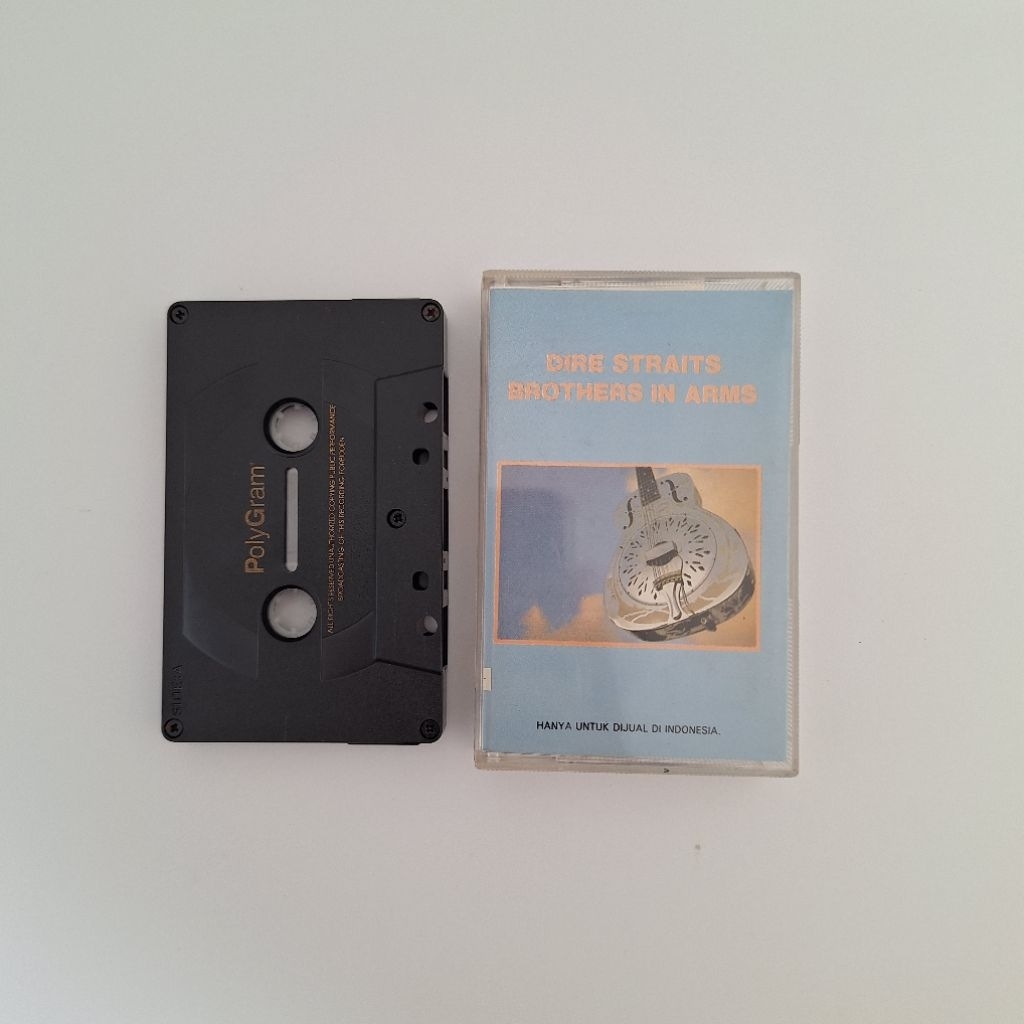 PolyGram
ALL RIGHTS RESERVED UNAUTHORIZED COPYING PUBLIC PERFORMANCE
BROADCASTING OF THIS RECORDING FORBIDDEN
DIRE STRAITS
BROTHERS IN ARMS
HANYA UNTUK DIJUAL DI INDONESIA.